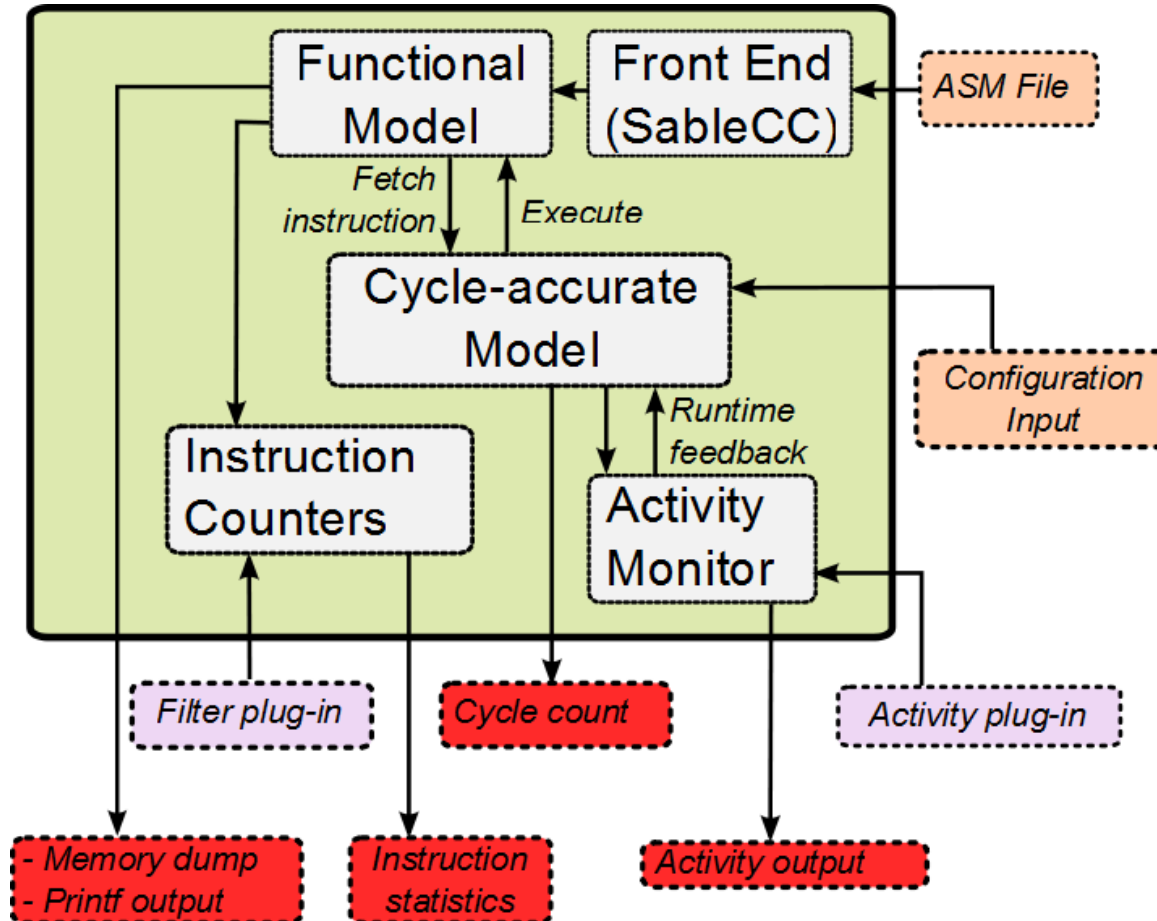 Functional
Model
Front End
(SableCC)
ASM File
Fetch
instruction
Execute
Cycle-accurate
Model
Configuration
Input
Runtime
feedback
Instruction
Counters
Activity
Monitor
Filter plug-in
Cycle count
Activity plug-in
- Memory dump
- Printf output
Instruction
statistics
Activity output